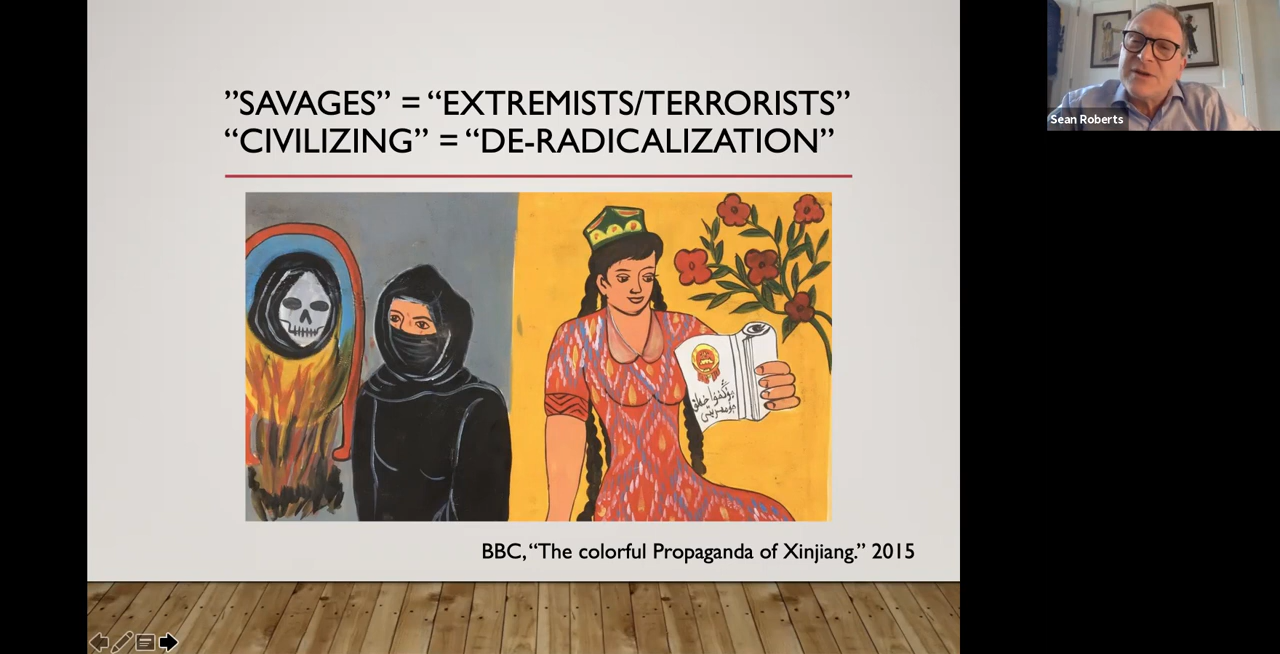 ”SAVAGES” = “EXTREMISTS/TERRORISTS”
“CIVILIZING” = “DE-RADICALIZATION”
BBC, “The colorful Propaganda of Xinjiang.” 2015
Sean Roberts